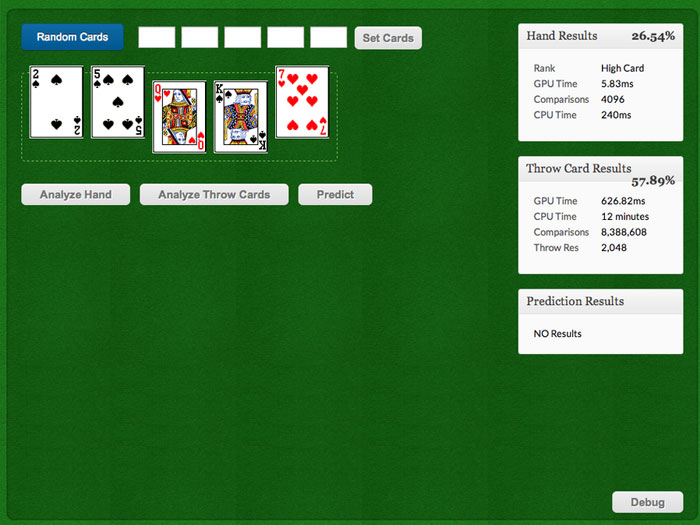 Random Cards
Set Cards
2 5 Q K 7
2 5 Q K 7
Analyze Hand Analyze Throw Cards Predict
Hand Results 26.54%
Rank High Card
GPU Time 5.83ms
Comparisons 4096
CPU Time 240ms
Throw Card Results
57.89%
GPU Time 626.82ms
CPU Time 12 minutes
Comparisons 8,388,608
Throw Res 2,048
Prediction Results
NO Results
Debug